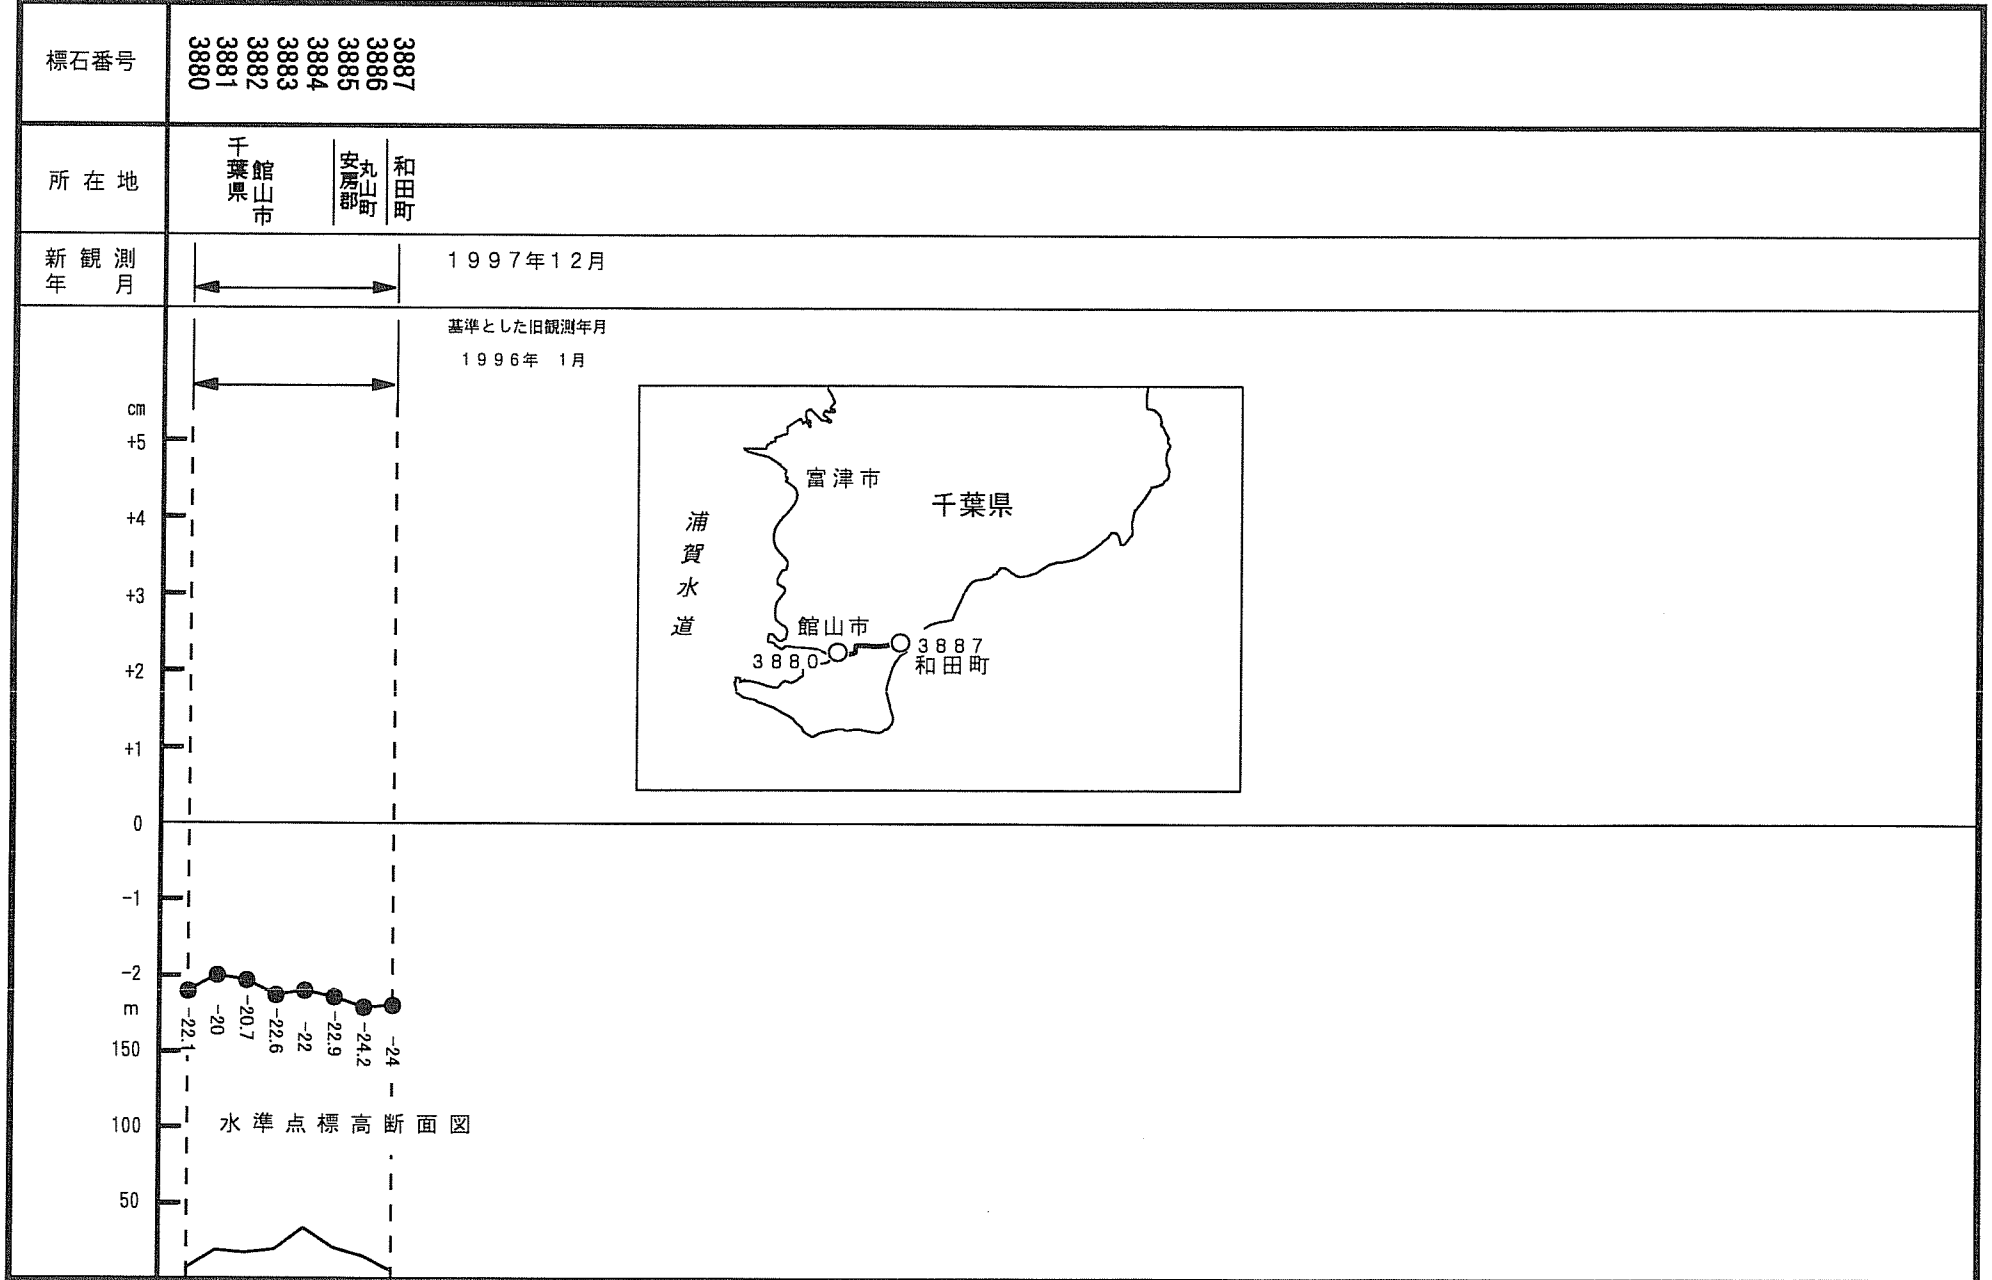 標石番号
3880
3881
3882
3883
3884
3885
3886
3887
所在地
千葉県
館山市
安房郡
丸山町
和田町
新観測
年 月
1997年12月
基準とした旧観測年月
1996年 1月
cm
+5
+4
+3
+2
+1
0
-1
-2
m
150
100
50
富津市
千葉県
浦賀水道
館山市
3880
3887
和田町
-22.1
-20
-20.7
-22.6
-22
-22.9
-24.2
-24
水準点標高断面図